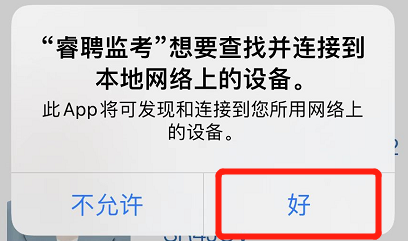 “睿聘监考”想要查找并连接到
本地网络上的设备。
此App将可发现和连接到您所用网络上
的设备。
不允许
好